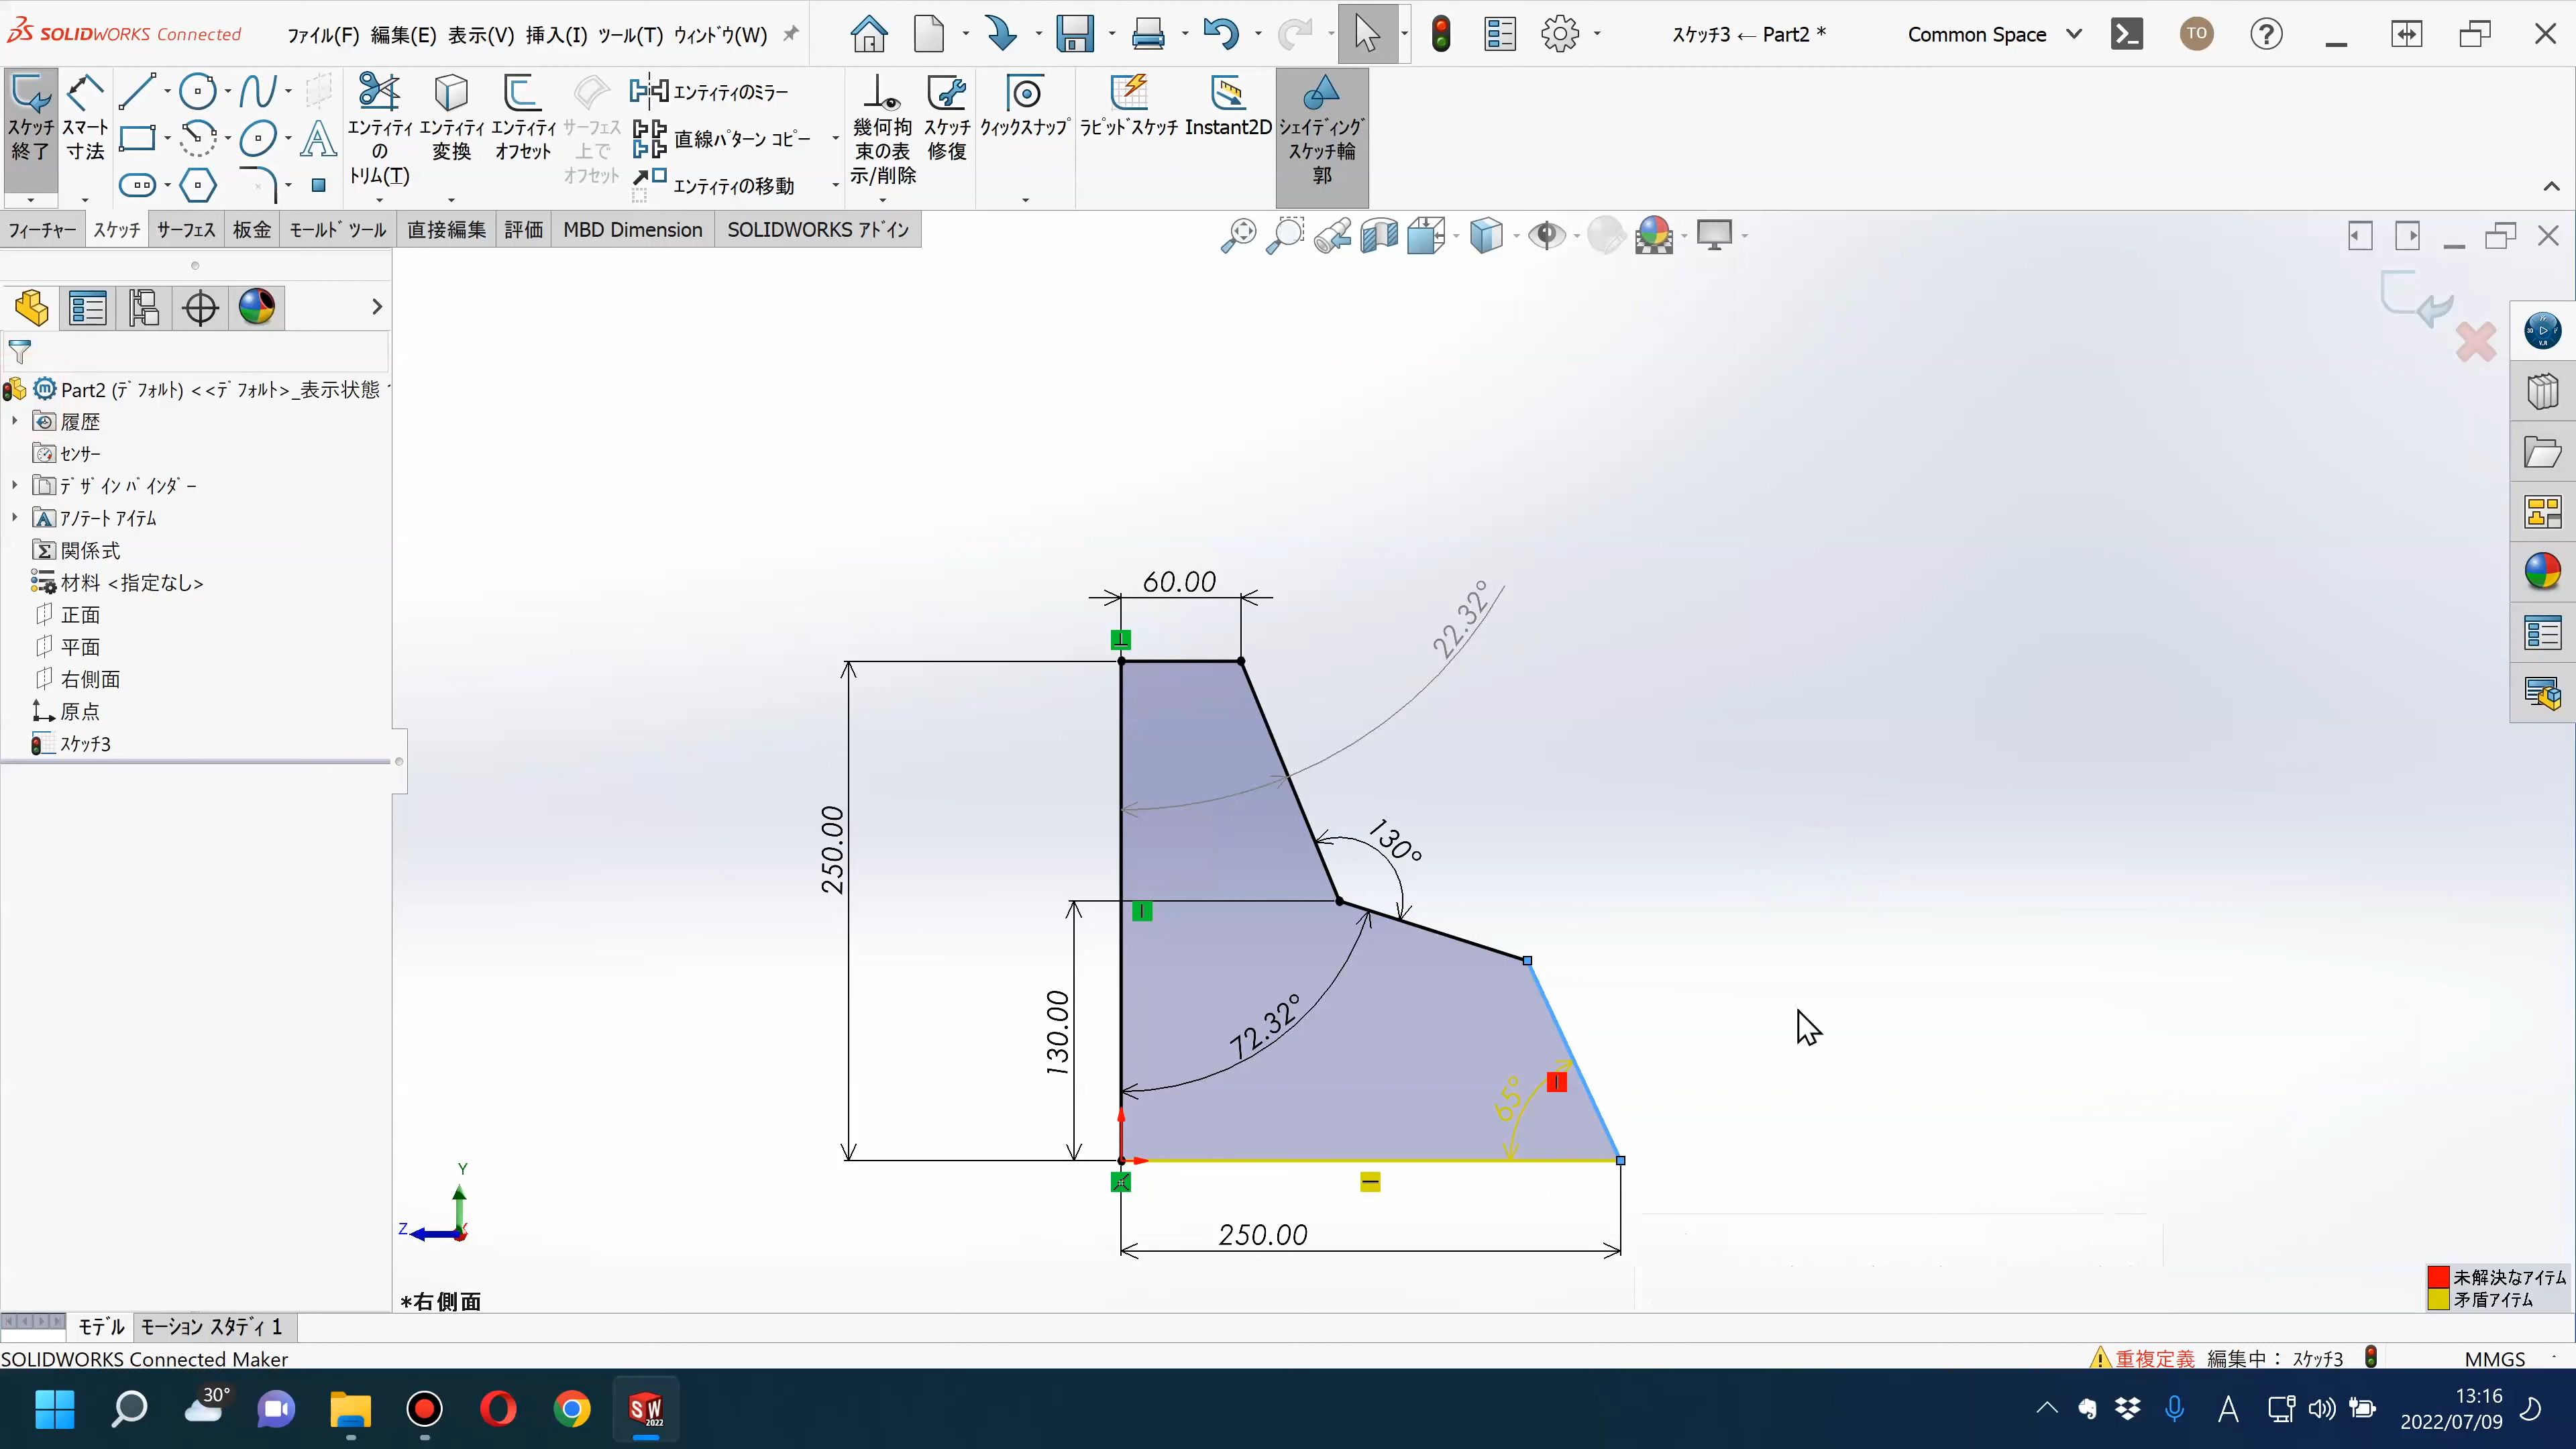 SOLIDWORKS Connected ファイル(F) 編集(E) 表示(V) 挿入(I) ツール(T) ウィンドウ(W) スケッチ3 ← Part2 * Common Space TO
スケッチ終了
スマート寸法
エンティティのトリム(T)
エンティティ変換
エンティティオフセット
サーフェス上でオフセット
エンティティのミラー
直線パターン コピー
エンティティの移動
幾何拘束の表示/削除
スケッチ修復
クィックスナップ
ラピッドスケッチ
Instant2D
シェイディングスケッチ輪郭
フィーチャー スケッチ サーフェス 板金 モールド ツール 直接編集 評価 MBD Dimension SOLIDWORKS アドイン
Part2 (デフォルト) <<デフォルト>_表示状態
履歴
センサー
デザイン バインダー
アノテート アイテム
関係式
材料 <指定なし>
正面
平面
右側面
原点
スケッチ3
60.00
22.32°
250.00
130°
130.00
72.32°
65°
250.00
Y
Z
*右側面
未解決なアイテム
矛盾アイテム
モデル モーション スタディ 1
SOLIDWORKS Connected Maker 重複定義 編集中： スケッチ3 MMGS
30°
SW
2022
A
13:16
2022/07/09